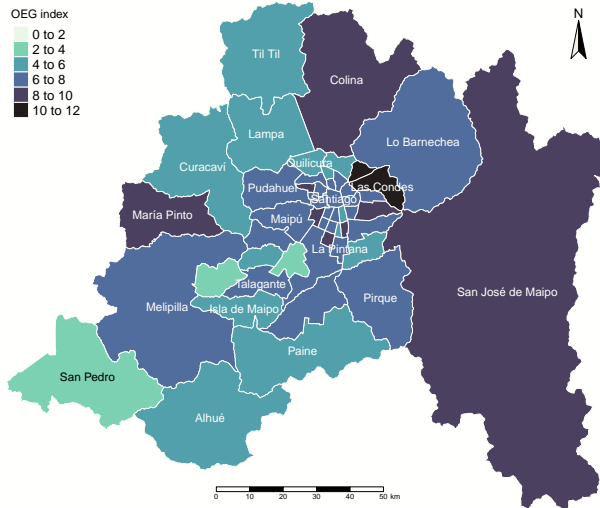 OEG index
0 to 2
2 to 4
4 to 6
6 to 8
8 to 10
10 to 12
N
Til Til
Colina
Lampa
Lo Barnechea
Quilicura
Curacaví
Pudahuel
Las Condes
Santiago
María Pinto
Maipú
La Pintana
Talagante
San José de Maipo
Melipilla
Pirque
Isla de Maipo
Paine
San Pedro
Alhué
0 10 20 30 40 50 km